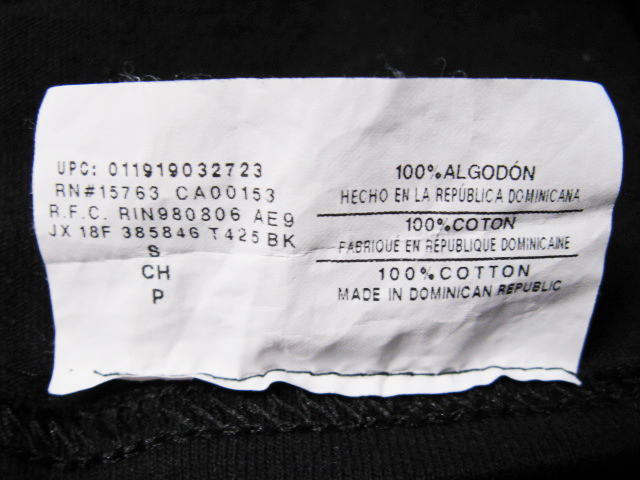 UPC: 011919032723
RN#15763 CA00153
R.F.C. RIN980806 AE9
JX 18F 385846 T425 BK
S
CH
P
100% ALGODÓN
HECHO EN LA REPÚBLICA DOMINICANA
100% COTON
FABRIQUÉ EN RÉPUBLIQUE DOMINICAINE
100% COTTON
MADE IN DOMINICAN REPUBLIC